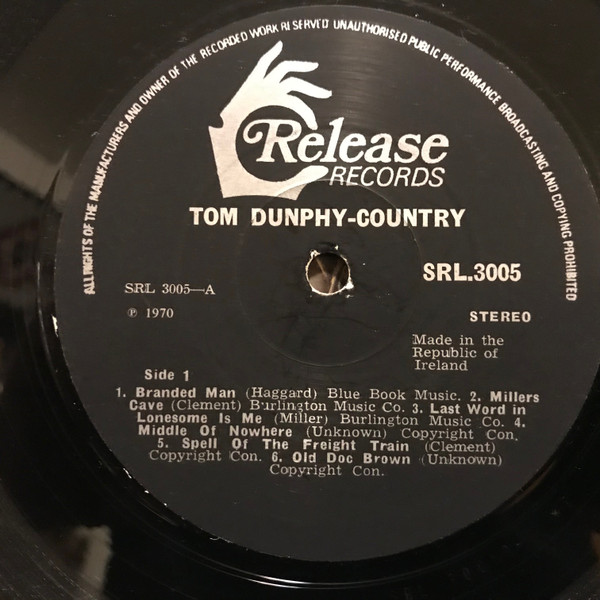 ALL RIGHTS OF THE MANUFACTURERS AND OWNER OF THE RECORDED WORK RESERVED UNAUTHORISED PUBLIC PERFORMANCE BROADCASTING AND COPYING PROHIBITED
Release
RECORDS
TOM DUNPHY-COUNTRY
SRL.3005
SRL 3005—A
℗ 1970
STEREO
Made in the
Republic of
Ireland
Side 1
1. Branded Man (Haggard) Blue Book Music. 2. Millers
Cave (Clement) Burlington Music Co. 3. Last Word in
Lonesome Is Me (Miller) Burlington Music Co. 4.
Middle Of Nowhere (Unknown) Copyright Con.
5. Spell Of The Freight Train (Clement)
Copyright Con. 6. Old Doc Brown (Unknown)
Copyright Con.